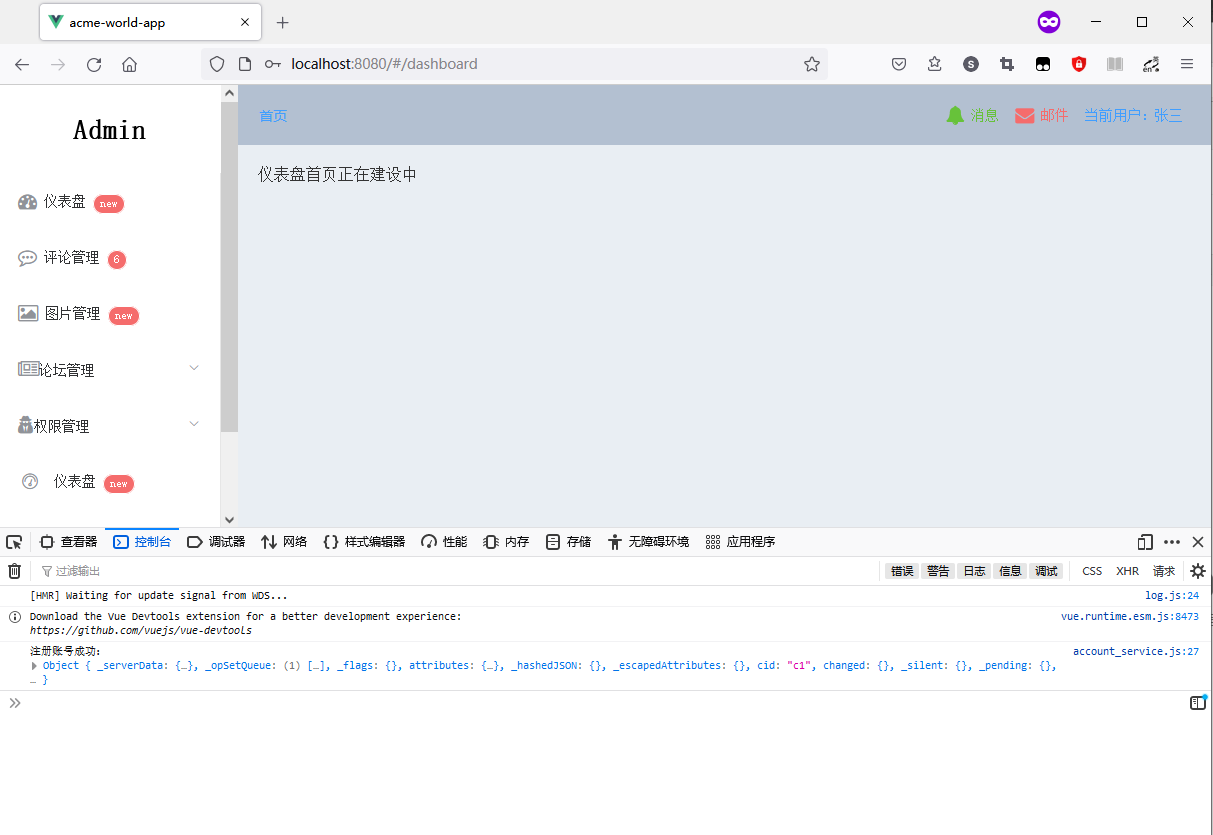 acme-world-app
localhost:8080/#/dashboard
S
en
Admin
首页
消息
邮件
当前用户：张三
仪表盘首页正在建设中
仪表盘 new
评论管理 6
图片管理 new
论坛管理
权限管理
仪表盘 new
查看器 控制台 调试器 网络 {} 样式编辑器 性能 内存 存储 无障碍环境 应用程序
过滤输出
错误 警告 日志 信息 调试 CSS XHR 请求
[HMR] Waiting for update signal from WDS... log.js:24
Download the Vue Devtools extension for a better development experience: vue.runtime.esm.js:8473
https://github.com/vuejs/vue-devtools
注册账号成功: account_service.js:27
Object { _serverData: {…}, _opSetQueue: (1) […], _flags: {}, attributes: {…}, _hashedJSON: {}, _escapedAttributes: {}, cid: "c1", changed: {}, _silent: {}, _pending: {},
… }